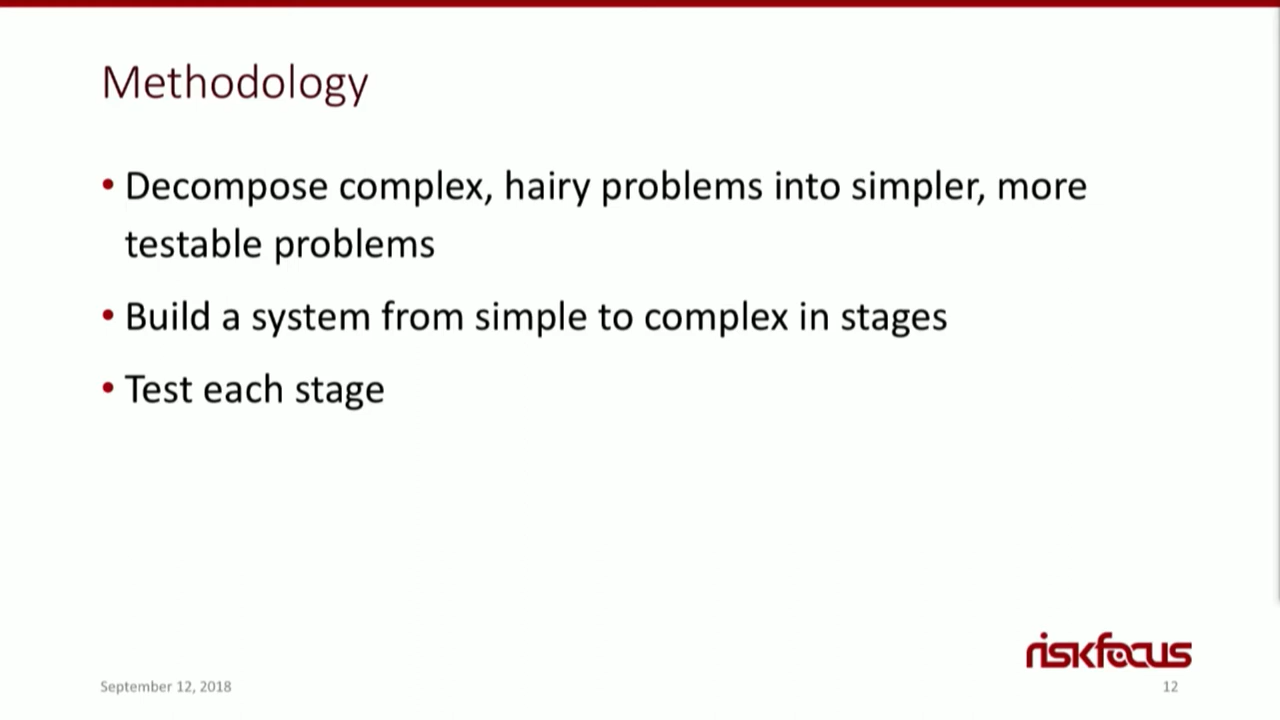 Methodology
• Decompose complex, hairy problems into simpler, more
testable problems
• Build a system from simple to complex in stages
• Test each stage
riskfocus
September 12, 2018
12